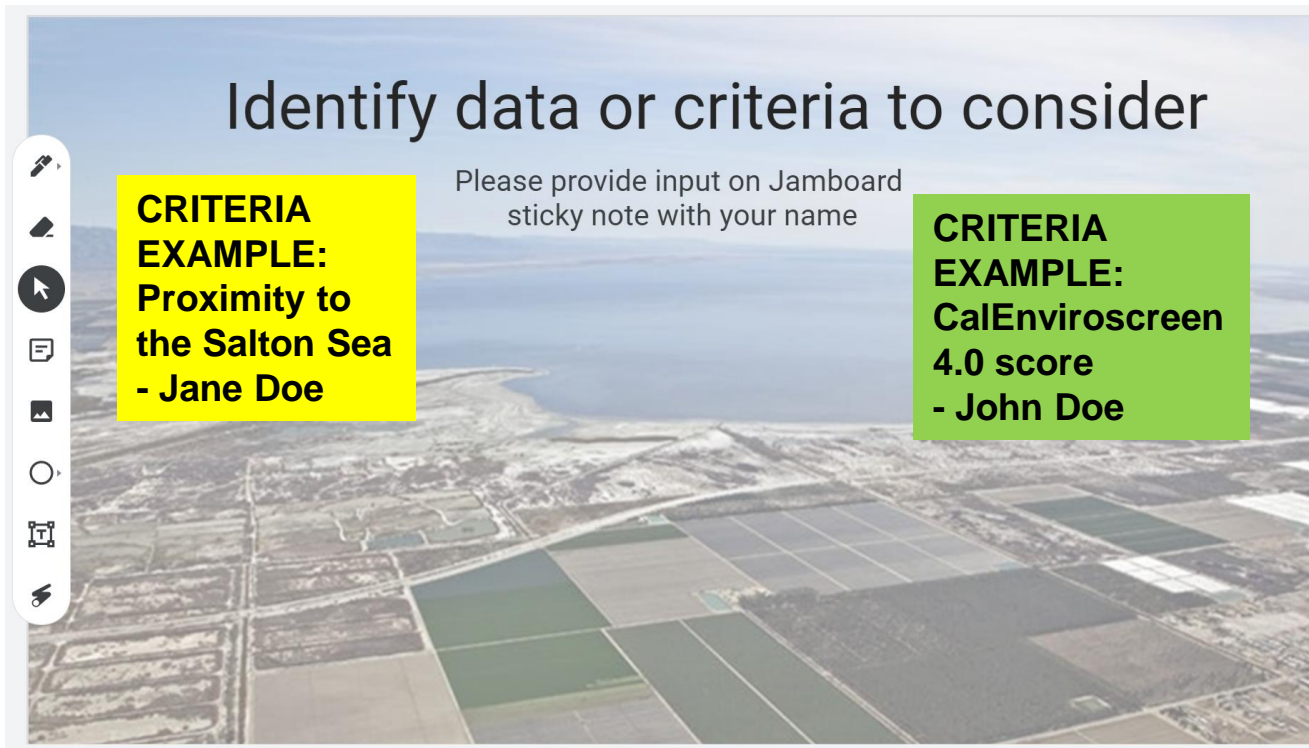 Identify data or criteria to consider
Please provide input on Jamboard
sticky note with your name
CRITERIA
EXAMPLE:
Proximity to
the Salton Sea
- Jane Doe
CRITERIA
EXAMPLE:
CalEnviroscreen
4.0 score
- John Doe